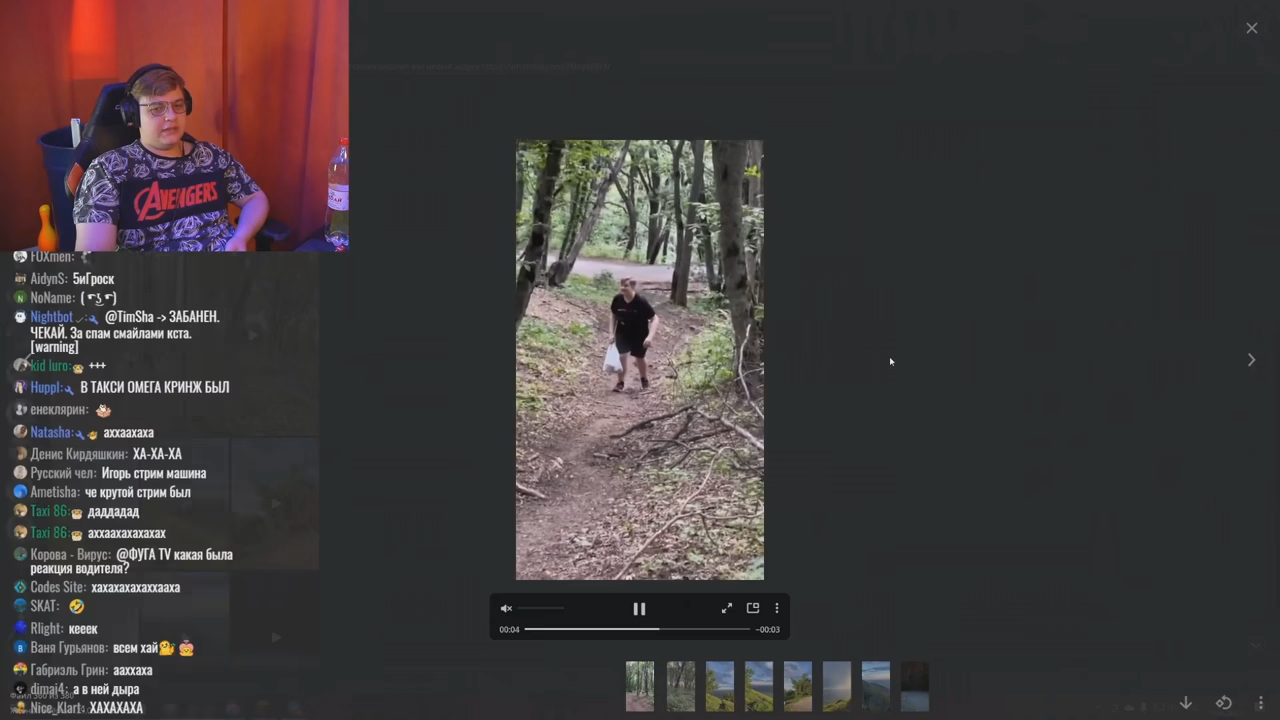 AVENGERS
FOXmen:
AidynS: 5иГроск
NoName: ( ͡° ͜ʖ ͡°)
Nightbot: @TimSha -> ЗАБАНЕН.
ЧЕКАЙ. За спам смайлами кста.
[warning]
kid luro: +++
Huppl: В ТАКСИ ОМЕГА КРИНЖ БЫЛ
енеклярин:
Natasha: аххаахаха
Денис Кирдяшкин: ХА-ХА-ХА
Русский чел: Игорь стрим машина
Ametisha: че крутой стрим был
Taxi 86: даддадад
Taxi 86: аххаахахахахах
Корова - Вирус: @ФУГА TV какая была
реакция водителя?
Codes Site: хахахахахаххааха
SKAT: 🤣
Rlight: кееек
Ваня Гурьянов: всем хай
Габриэль Грин: ааххаха
dimai4: а в ней дыра
Nice_Klart: ХАХАХАХА
00:04
−00:03